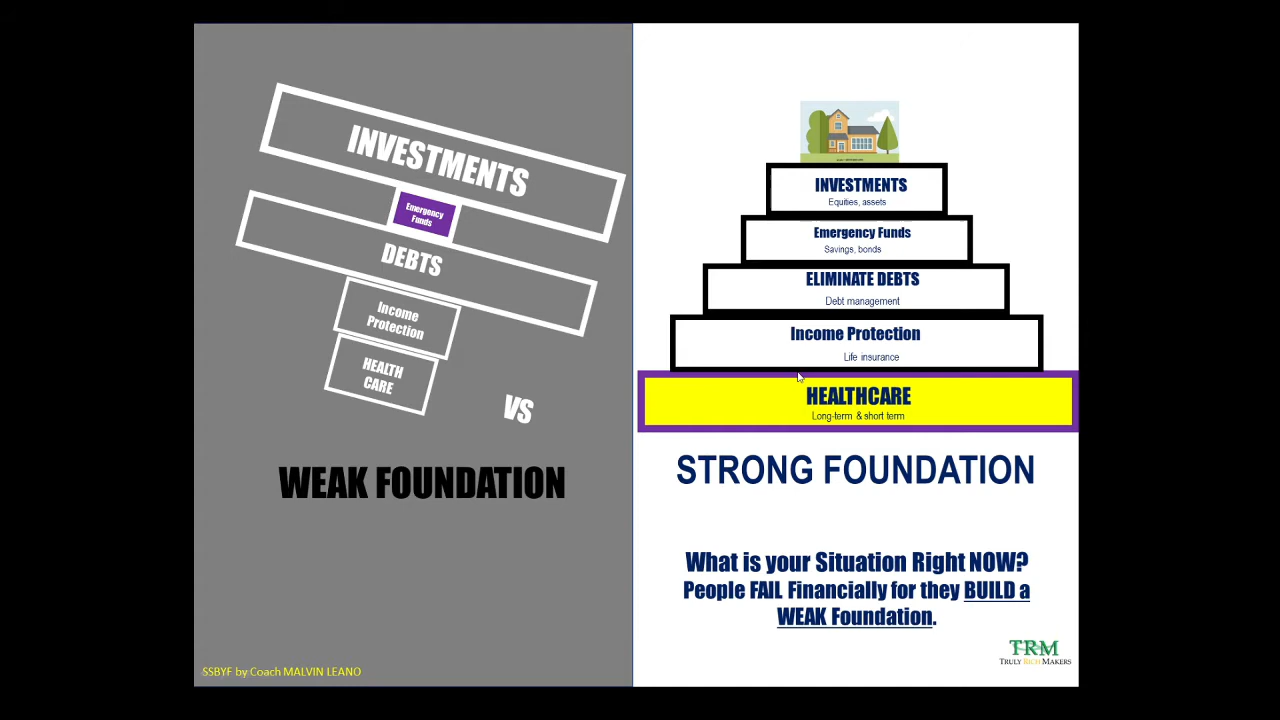 INVESTMENTS
Emergency
Funds
DEBTS
Income
Protection
HEALTH
CARE
VS
WEAK FOUNDATION
SSBYF by Coach MALVIN LEANO
INVESTMENTS
Equities, assets
Emergency Funds
Savings, bonds
ELIMINATE DEBTS
Debt management
Income Protection
Life insurance
HEALTHCARE
Long-term & short term
STRONG FOUNDATION
What is your Situation Right NOW?
People FAIL Financially for they BUILD a
WEAK Foundation.
TRM
TRULY RICH MAKERS